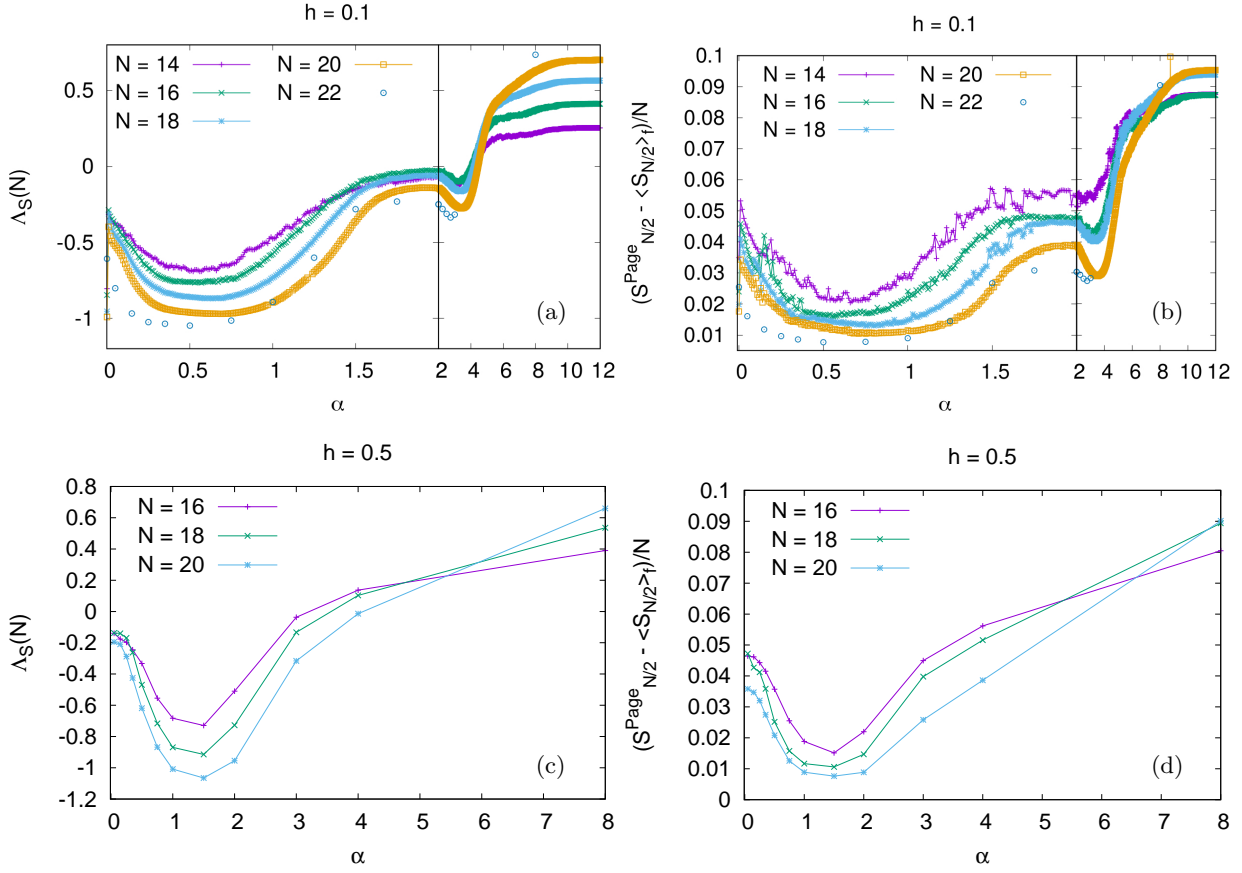 h = 0.1
N = 14 N = 20
N = 16 N = 22
N = 18
0.5
0
-0.5
-1
Λ_S(N)
0 0.5 1 1.5 2 4 6 8 10 12
α
(a)
h = 0.1
N = 14 N = 20
N = 16 N = 22
N = 18
0.1
0.09
0.08
0.07
0.06
0.05
0.04
0.03
0.02
0.01
(S^Page_N/2 - <S_N/2>_f)/N
0 0.5 1 1.5 2 4 6 8 10 12
α
(b)
h = 0.5
N = 16
N = 18
N = 20
0.8
0.6
0.4
0.2
0
-0.2
-0.4
-0.6
-0.8
-1
-1.2
Λ_S(N)
0 1 2 3 4 5 6 7 8
α
(c)
h = 0.5
N = 16
N = 18
N = 20
0.1
0.09
0.08
0.07
0.06
0.05
0.04
0.03
0.02
0.01
0
(S^Page_N/2 - <S_N/2>_f)/N
0 1 2 3 4 5 6 7 8
α
(d)